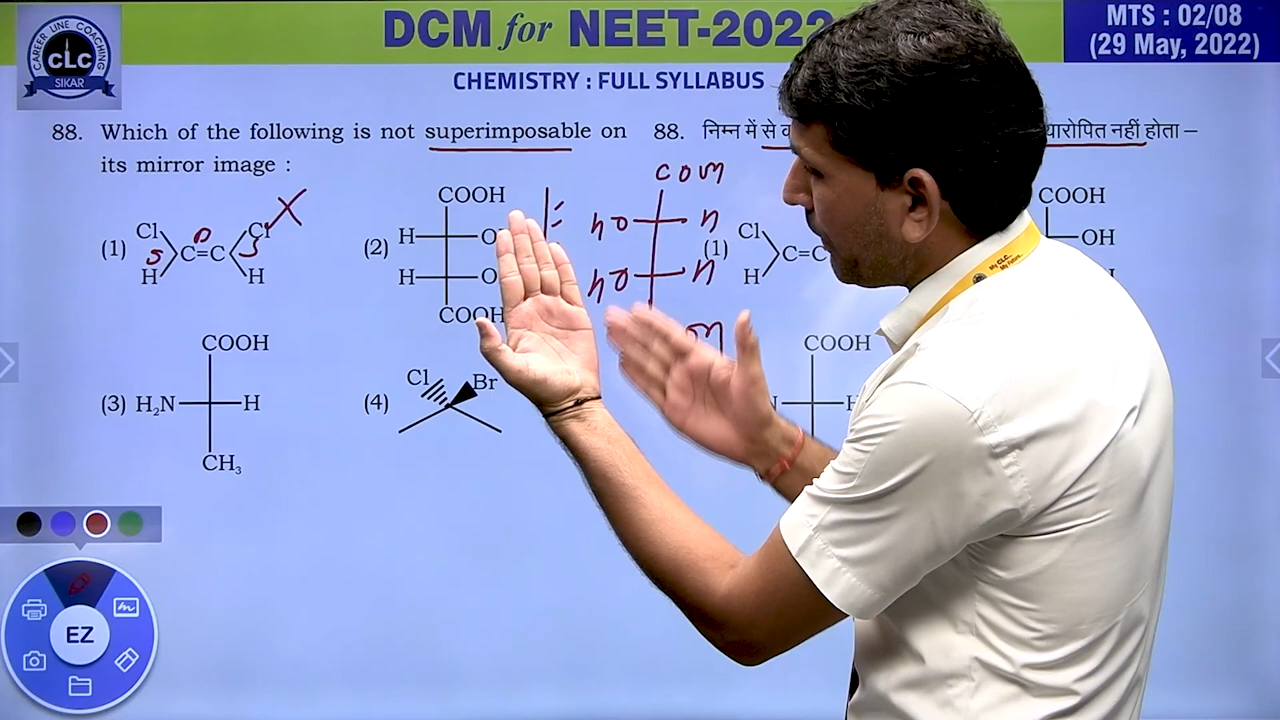 DCM for NEET-2022
MTS : 02/08
(29 May, 2022)
CAREER LINE COACHING
CLC
SIKAR
CHEMISTRY : FULL SYLLABUS
88. Which of the following is not superimposable on
its mirror image :
88. निम्न में से
यारोपित नहीं होता –
(1) Cl H C=C Cl H
(2) COOH
H
H
COOH
(3) COOH
H₂N H
CH₃
(4) Cl Br
(1) Cl H C=C
COOH
OH
COOH
EZ